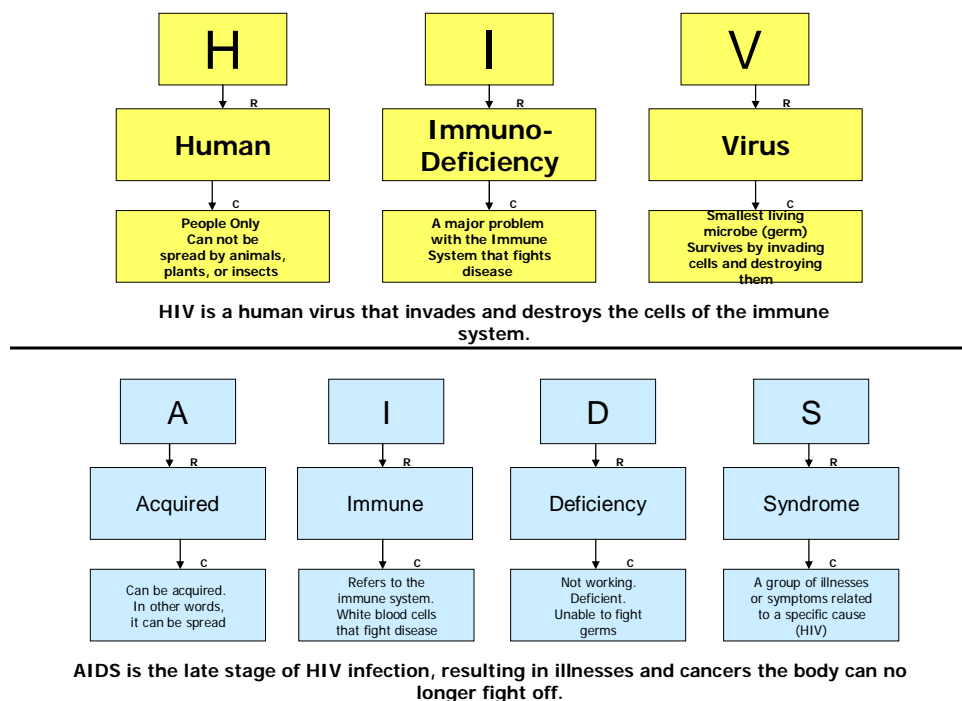 H
I
V
R
R
R
Human
Immuno-
Deficiency
Virus
C
C
C
People Only
Can not be
spread by animals,
plants, or insects
A major problem
with the Immune
System that fights
disease
Smallest living
microbe (germ)
Survives by invading
cells and destroying
them
HIV is a human virus that invades and destroys the cells of the immune
system.
A
I
D
S
R
R
R
R
Acquired
Immune
Deficiency
Syndrome
C
C
C
C
Can be acquired.
In other words,
it can be spread
Refers to the
immune system.
White blood cells
that fight disease
Not working.
Deficient.
Unable to fight
germs
A group of illnesses
or symptoms related
to a specific cause
(HIV)
AIDS is the late stage of HIV infection, resulting in illnesses and cancers the body can no
longer fight off.